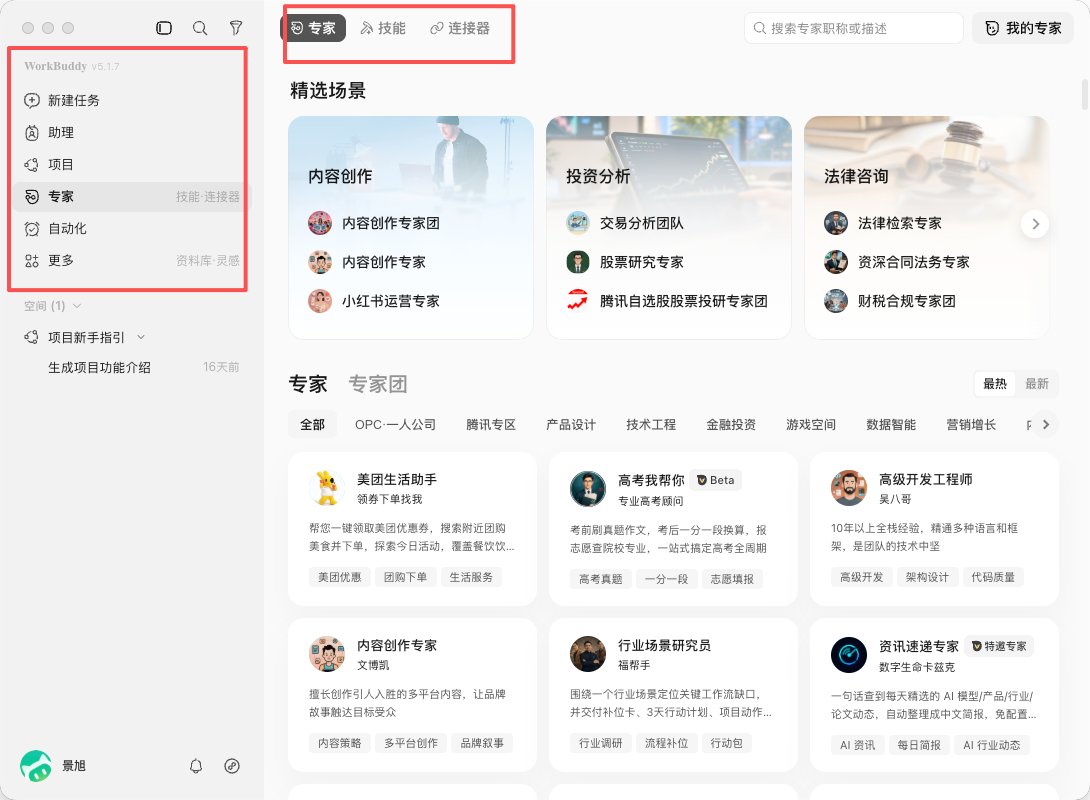 WorkBuddy v5.1.7
新建任务
助理
项目
专家 技能·连接器
自动化
更多 资料库·灵感
空间 (1)
项目新手指引
生成项目功能介绍 16天前
景旭
专家 技能 连接器
搜索专家职称或描述
我的专家
精选场景
内容创作
内容创作专家团
内容创作专家
小红书运营专家
投资分析
交易分析团队
股票研究专家
腾讯自选股股票投研专家团
法律咨询
法律检索专家
资深合同法务专家
财税合规专家团
专家 专家团
最热 最新
全部 OPC·一人公司 腾讯专区 产品设计 技术工程 金融投资 游戏空间 数据智能 营销增长
美团生活助手
领券下单找我
帮您一键领取美团优惠券，搜索附近团购
美食并下单，探索今日活动，覆盖餐饮饮...
美团优惠 团购下单 生活服务
高考我帮你 Beta
专业高考顾问
考前刷真题作文，考后一分一段换算，报
志愿查院校专业，一站式搞定高考全周期
高考真题 一分一段 志愿填报
高级开发工程师
吴八哥
10年以上全栈经验，精通多种语言和框
架，是团队的技术中坚
高级开发 架构设计 代码质量
内容创作专家
文博凯
擅长创作引人入胜的多平台内容，让品牌
故事触达目标受众
内容策略 多平台创作 品牌叙事
行业场景研究员
福帮手
围绕一个行业场景定位关键工作流缺口，
并交付补位卡、3天行动计划、项目动作...
行业调研 流程补位 行动包
资讯速递专家 特邀专家
数字生命卡兹克
一句话查到每天精选的 AI 模型/产品/行业/
论文动态，自动整理成中文简报，免配置...
AI 资讯 每日简报 AI 行业动态